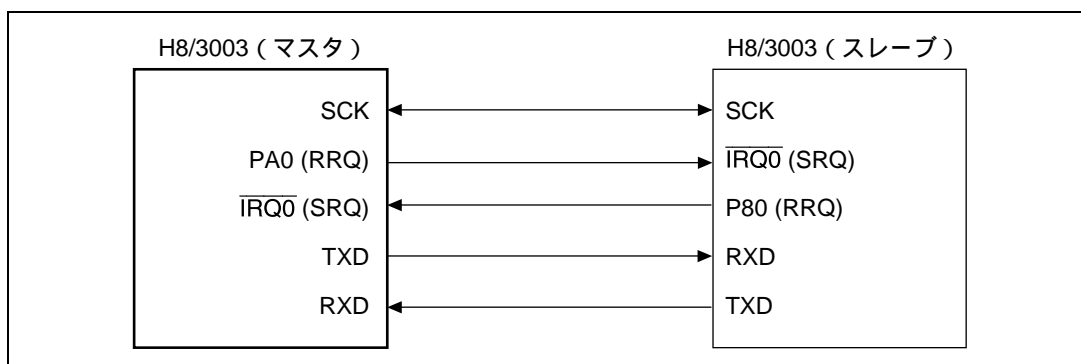 H8/3003（マスタ）
SCK
PA0 (RRQ)
IRQ0 (SRQ)
TXD
RXD
H8/3003（スレーブ）
SCK
IRQ0 (SRQ)
P80 (RRQ)
RXD
TXD